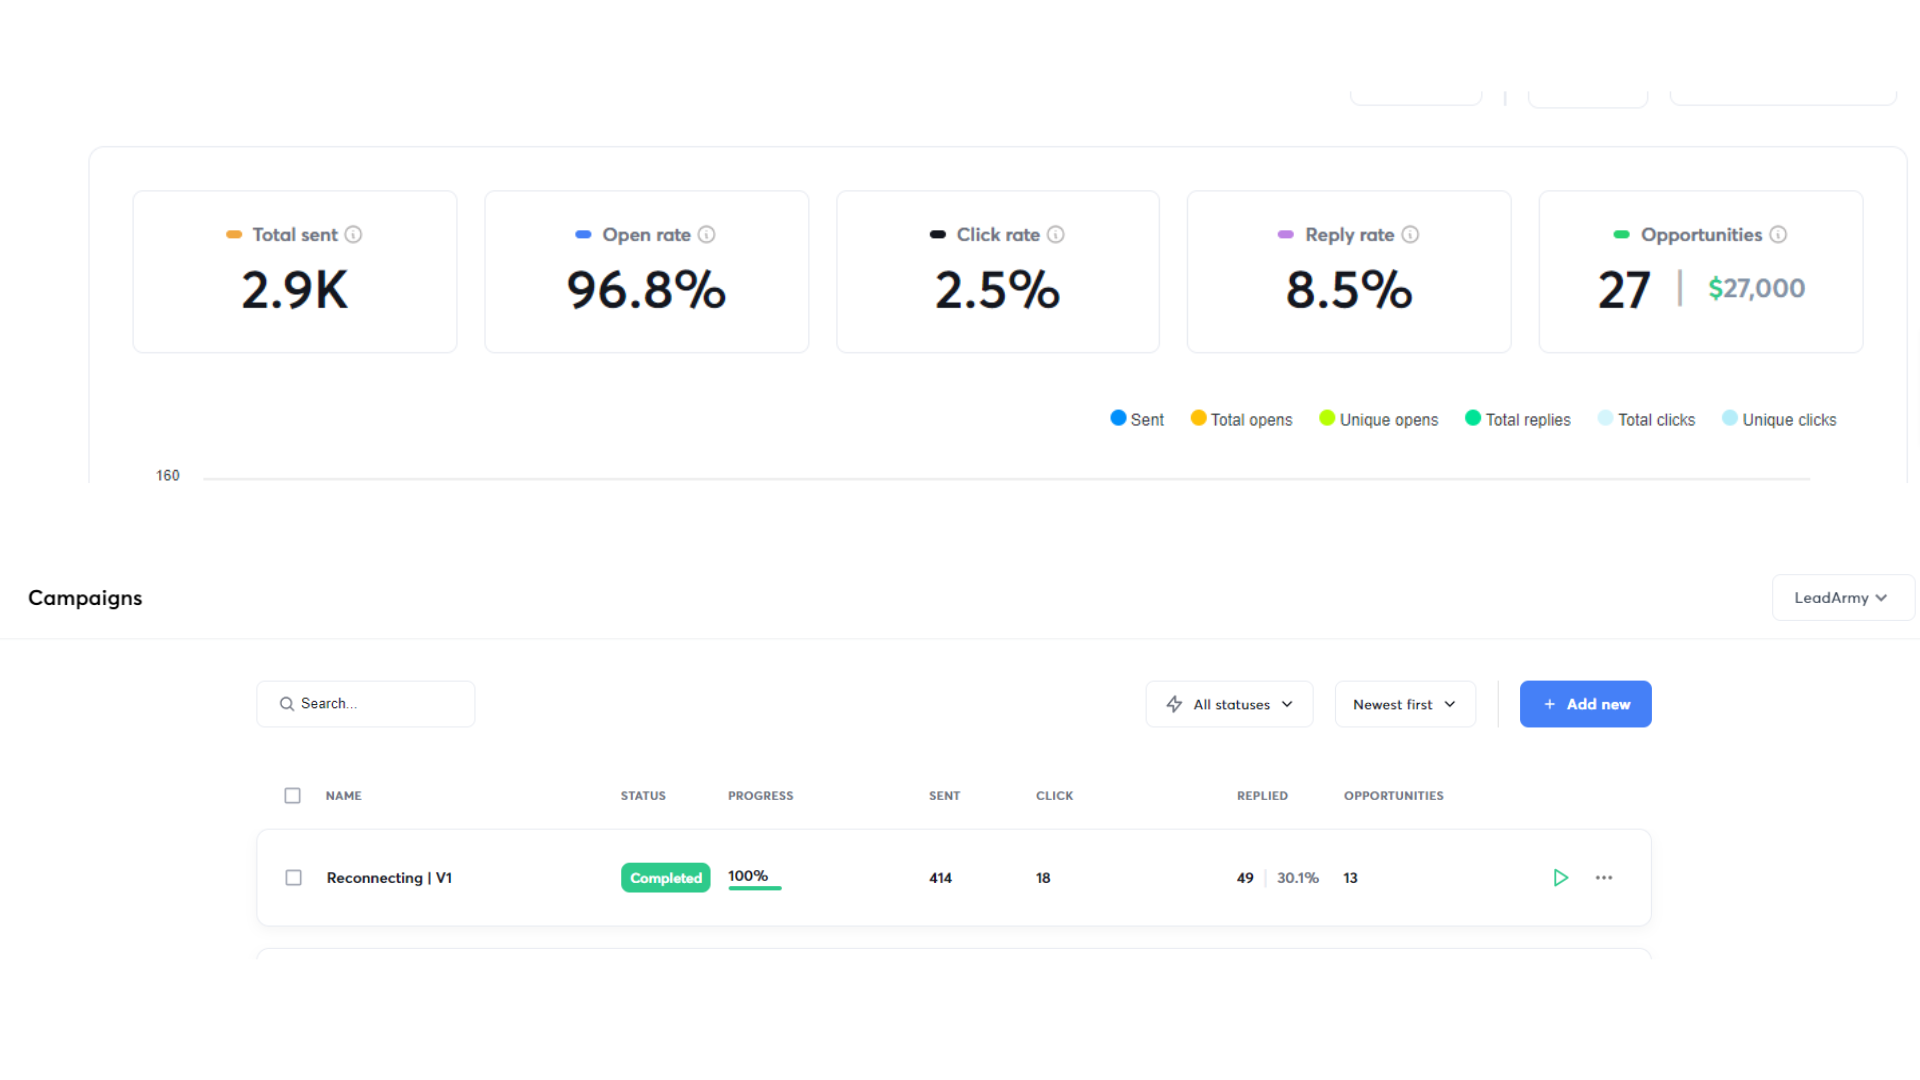 Total sent
2.9K
Open rate
96.8%
Click rate
2.5%
Reply rate
8.5%
Opportunities
27 | $27,000
Sent Total opens Unique opens Total replies Total clicks Unique clicks
160
Campaigns
LeadArmy
Search...
All statuses
Newest first
+ Add new
NAME STATUS PROGRESS SENT CLICK REPLIED OPPORTUNITIES
Reconnecting | V1 Completed 100% 414 18 49 | 30.1% 13